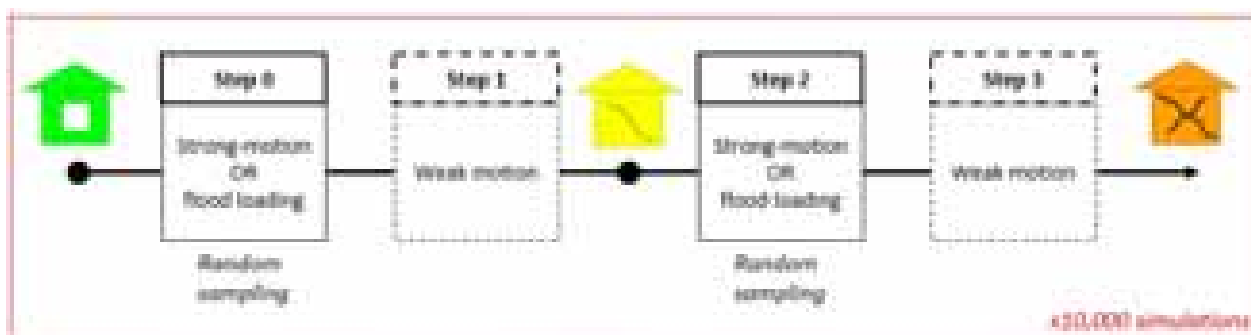 Step 0
Strong-motion
OR
flood loading
Random
sampling
Step 1
Weak motion
Step 2
Strong-motion
OR
flood loading
Random
sampling
Step 3
Weak motion
x10,000 simulations